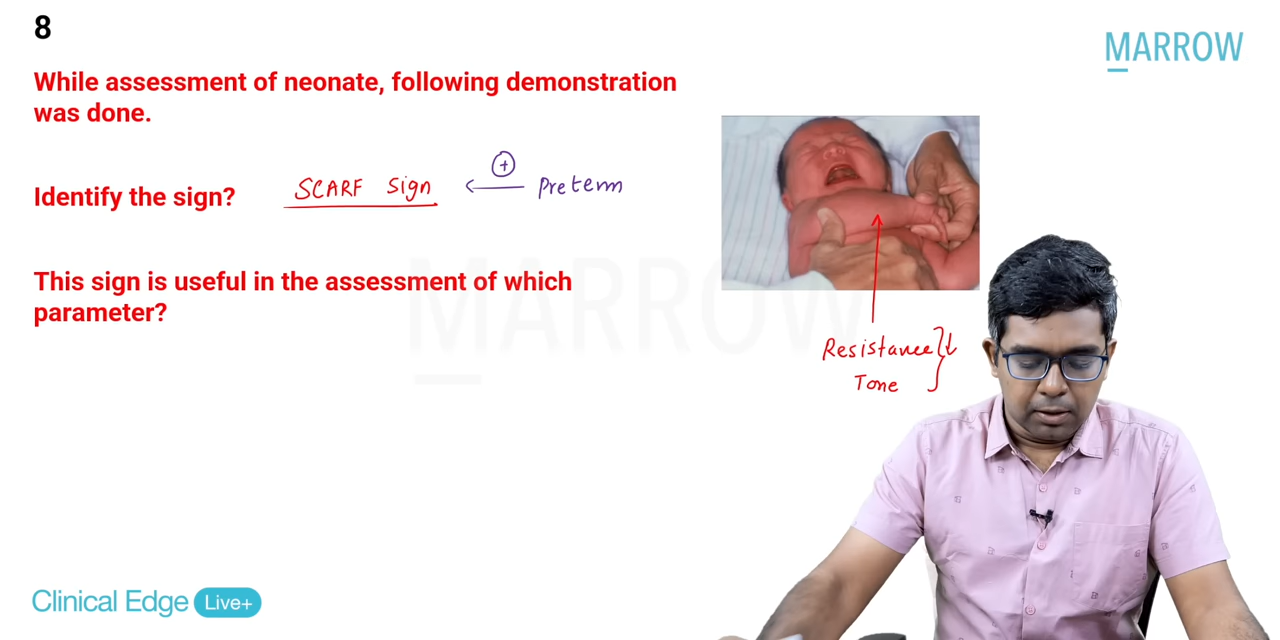 8
MARROW
While assessment of neonate, following demonstration
was done.
Identify the sign? SCARF Sign ← (+) Preterm
This sign is useful in the assessment of which
parameter?
MARROW
Resistance } ↓
Tone
Clinical Edge Live+